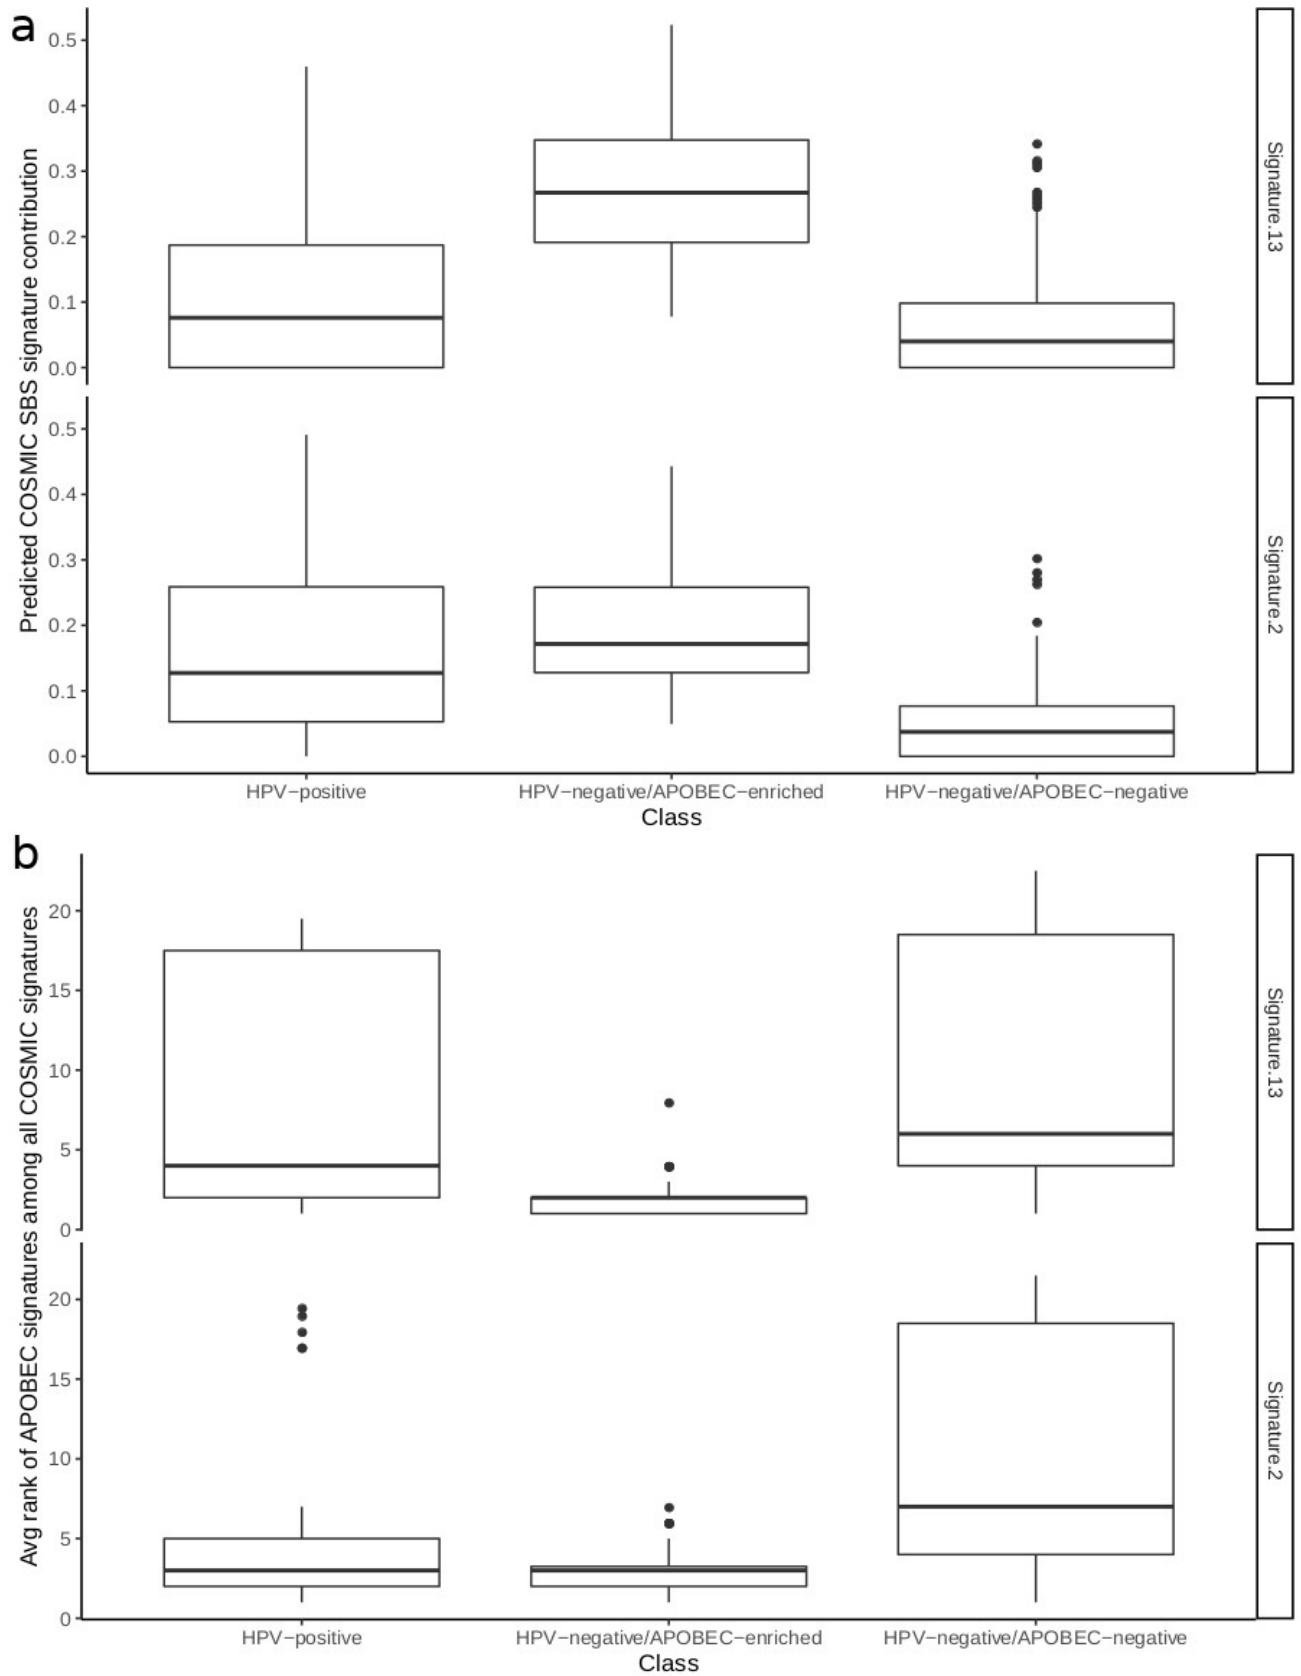 a
Predicted COSMIC SBS signature contribution
0.5
0.4
0.3
0.2
0.1
0.0
Signature.13
0.5
0.4
0.3
0.2
0.1
0.0
Signature.2
HPV−positive
HPV−negative/APOBEC−enriched
HPV−negative/APOBEC−negative
Class
b
Avg rank of APOBEC signatures among all COSMIC signatures
20
15
10
5
0
Signature.13
20
15
10
5
0
Signature.2
HPV−positive
HPV−negative/APOBEC−enriched
HPV−negative/APOBEC−negative
Class